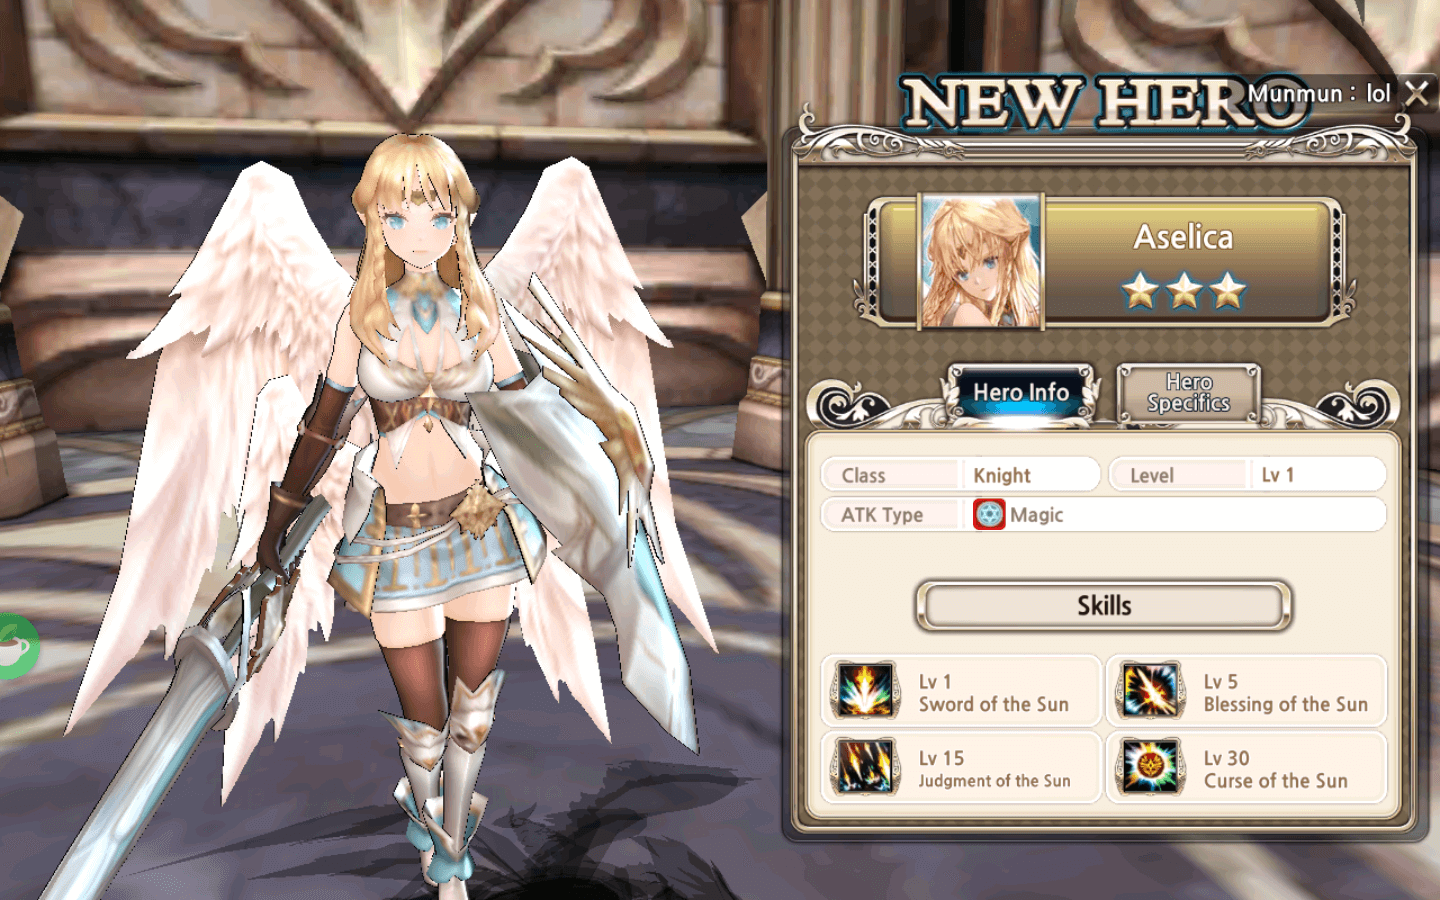 NEW HERO
Munmun : lol
Aselica
Hero Info
Hero
Specifics
Class Knight Level Lv 1
ATK Type Magic
Skills
Lv 1
Sword of the Sun
Lv 5
Blessing of the Sun
Lv 15
Judgment of the Sun
Lv 30
Curse of the Sun